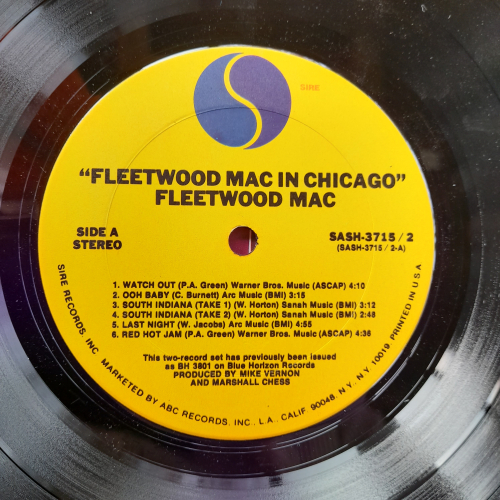 SIRE
"FLEETWOOD MAC IN CHICAGO"
FLEETWOOD MAC
SIDE A
STEREO
SASH-3715 / 2
(SASH-3715 / 2-A)
1. WATCH OUT (P.A. Green) Warner Bros. Music (ASCAP) 4:10
2. OOH BABY (C. Burnett) Arc Music (BMI) 3:15
3. SOUTH INDIANA (TAKE 1) (W. Horton) Sanah Music (BMI) 3:12
4. SOUTH INDIANA (TAKE 2) (W. Horton) Sanah Music (BMI) 2:48
5. LAST NIGHT (W. Jacobs) Arc Music (BMI) 4:55
6. RED HOT JAM (P.A. Green) Warner Bros. Music (ASCAP) 4:36
This two-record set has previously been issued
as BH 3801 on Blue Horizon Records
PRODUCED BY MIKE VERNON
AND MARSHALL CHESS
SIRE RECORDS, INC. MARKETED BY ABC RECORDS, INC., L.A., CALIF. 90048, N.Y., N.Y. 10019 PRINTED IN U.S.A.